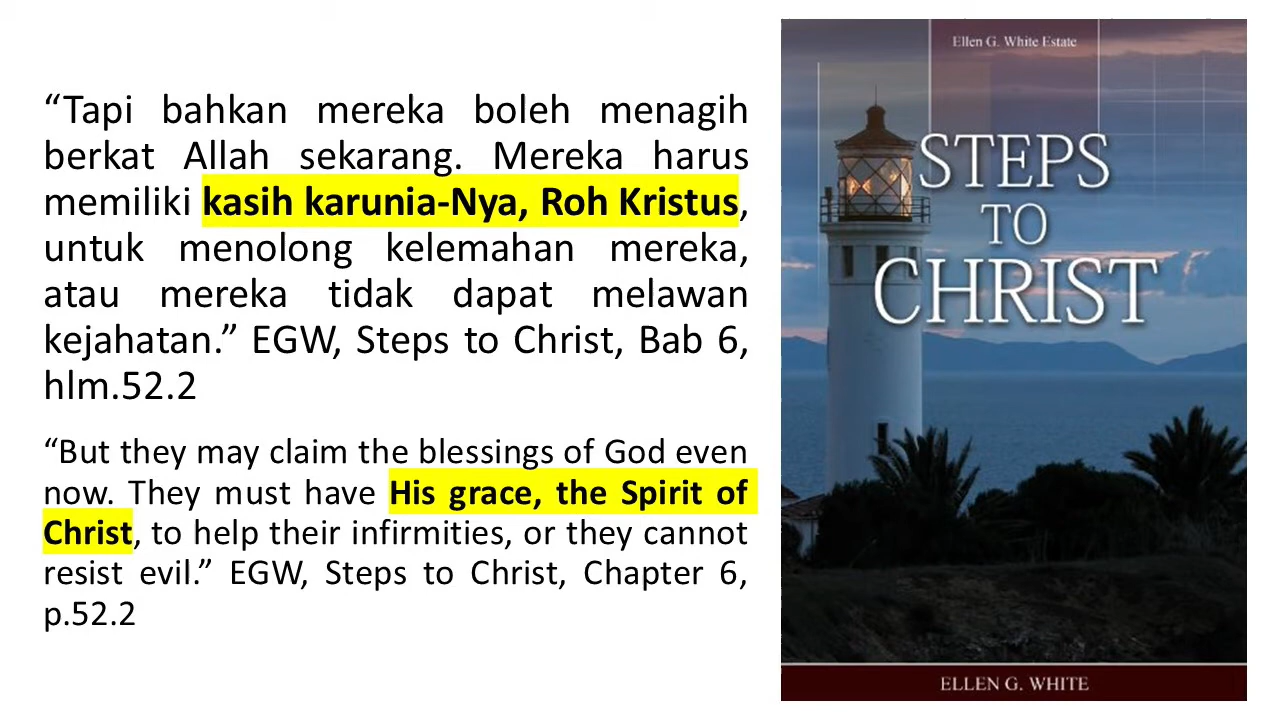 “Tapi bahkan mereka boleh menagih
berkat Allah sekarang. Mereka harus
memiliki kasih karunia-Nya, Roh Kristus,
untuk menolong kelemahan mereka,
atau mereka tidak dapat melawan
kejahatan.” EGW, Steps to Christ, Bab 6,
hlm.52.2
“But they may claim the blessings of God even
now. They must have His grace, the Spirit of
Christ, to help their infirmities, or they cannot
resist evil.” EGW, Steps to Christ, Chapter 6,
p.52.2
Ellen G. White Estate
STEPS
TO
CHRIST
ELLEN G. WHITE